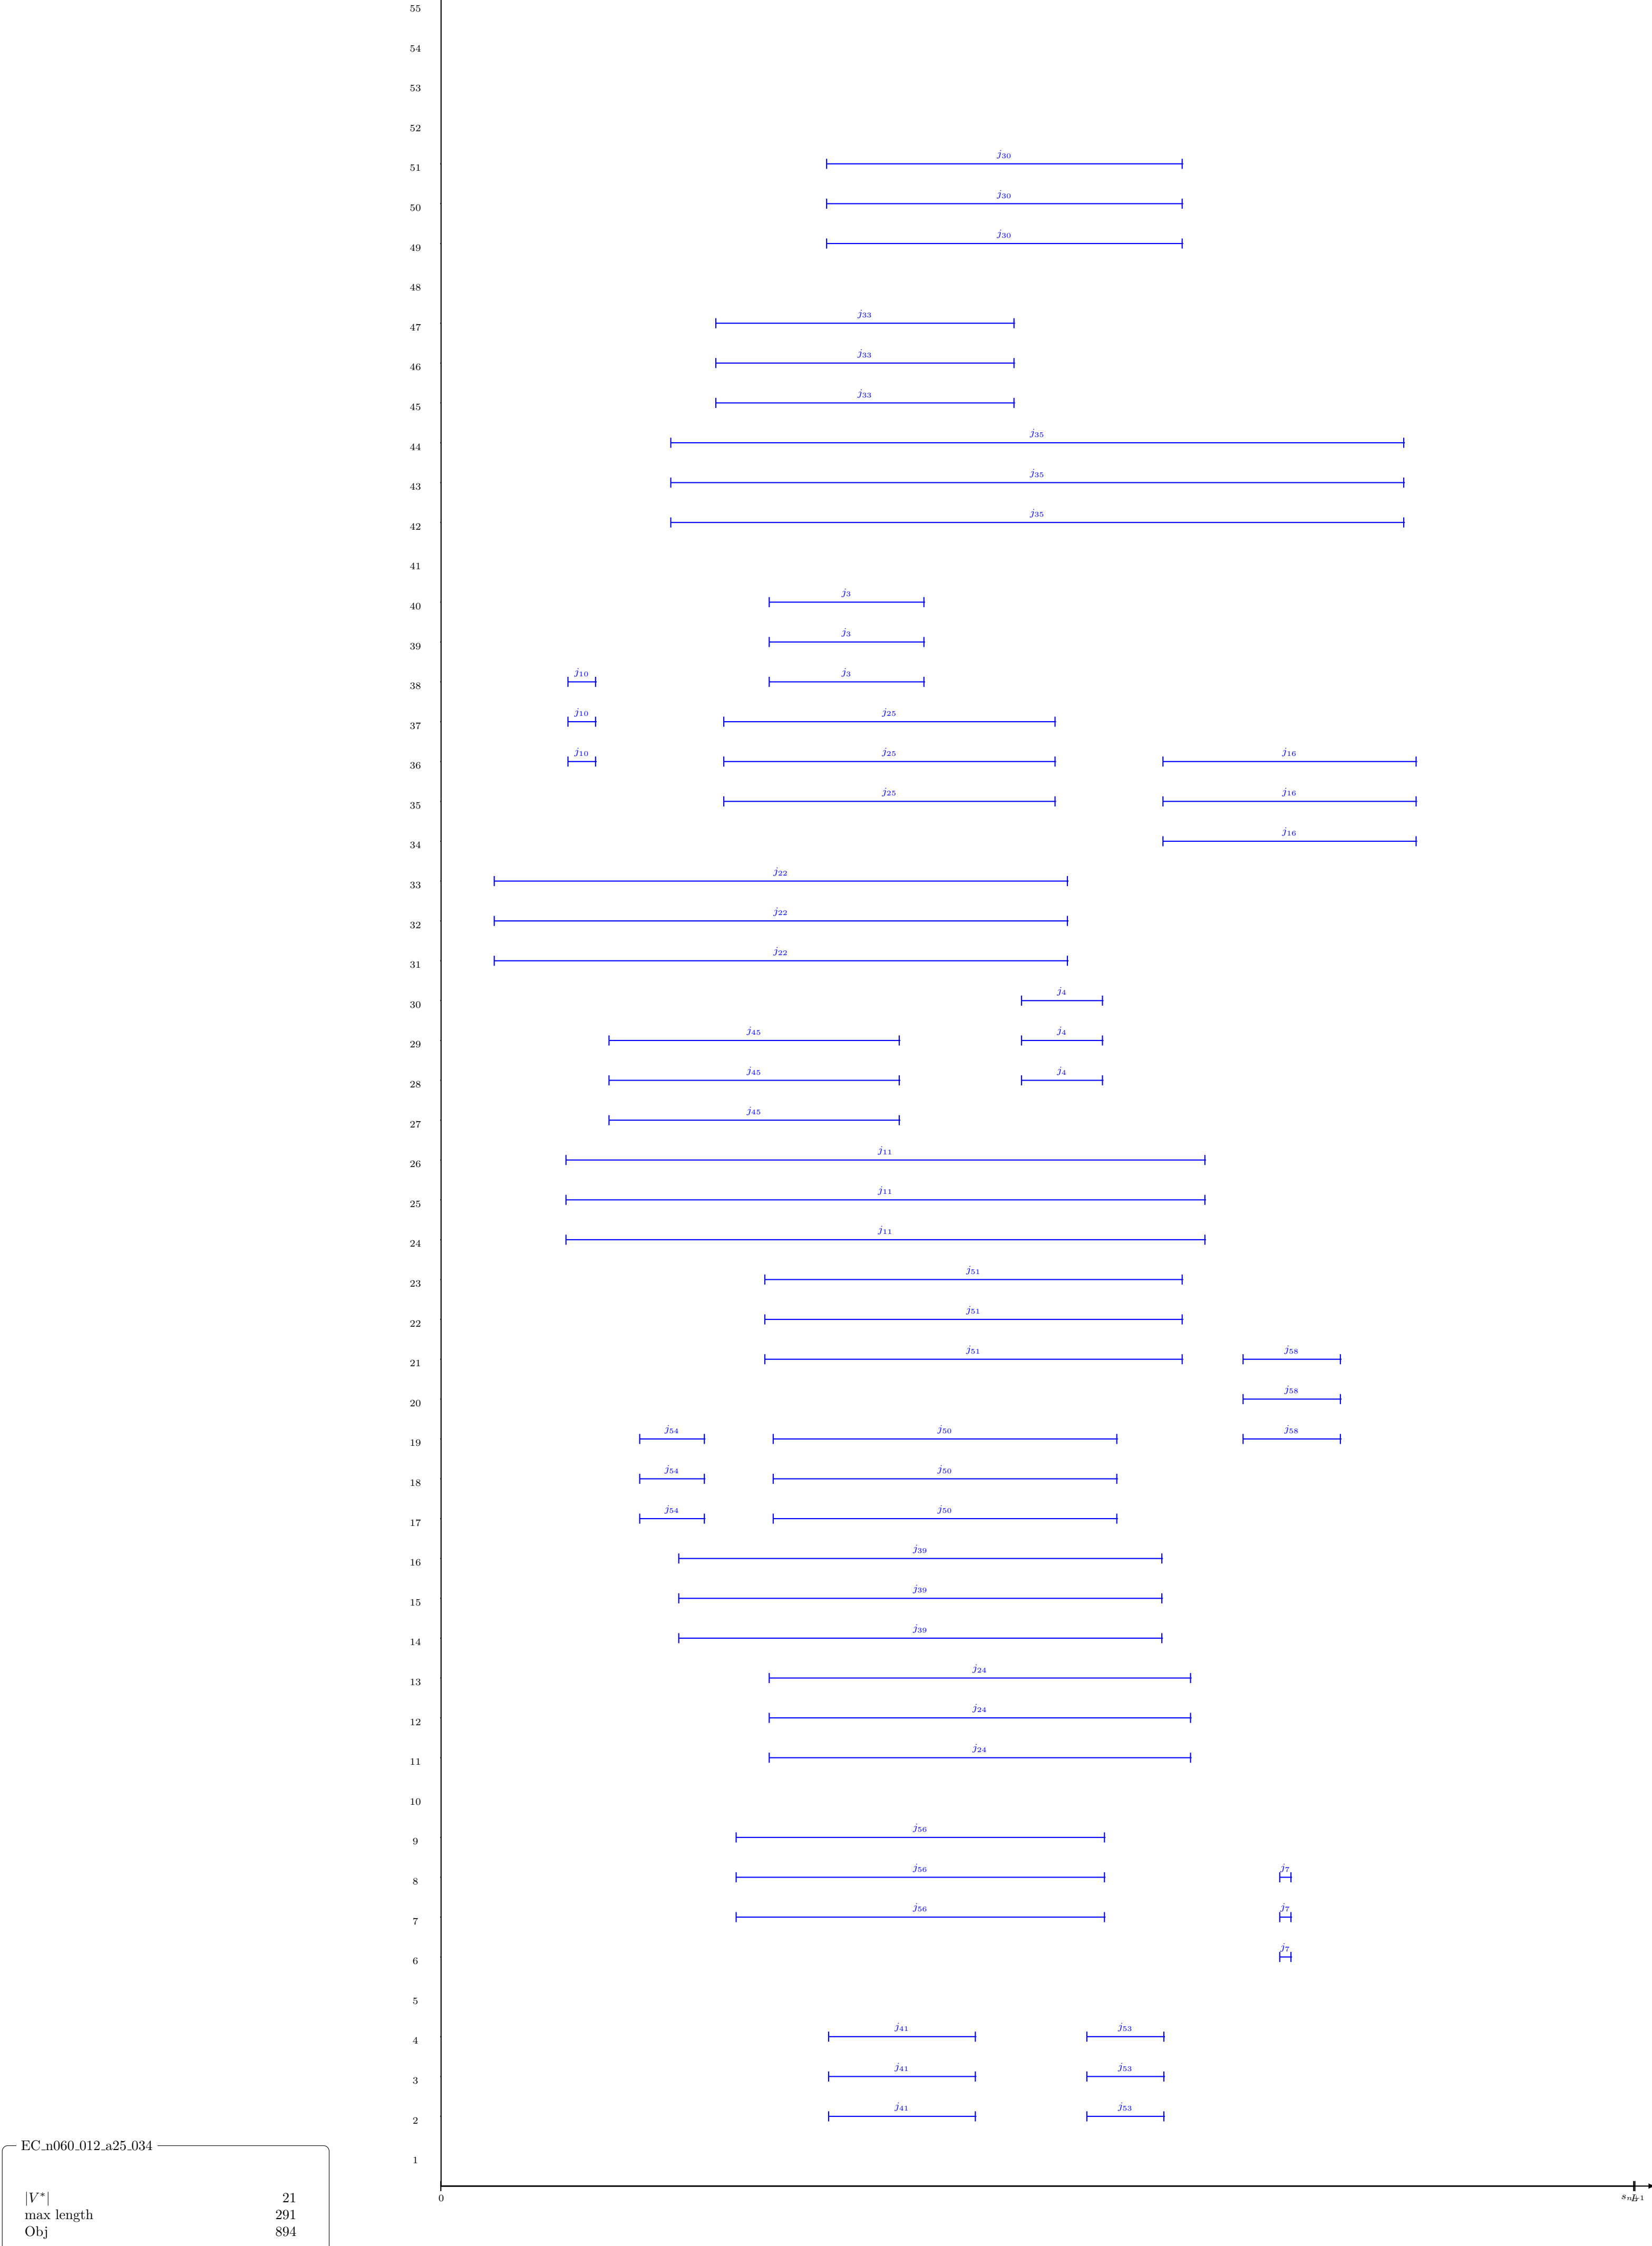 55
54
53
52
j30
51
j30
50
j30
49
48
j33
47
j33
46
j33
45
j35
44
j35
43
j35
42
41
j3
40
j3
39
j10 j3
38
j10 j25
37
j10 j25 j16
36
j25 j16
35
j16
34
j22
33
j22
32
j22
31
j4
30
j45 j4
29
j45 j4
28
j45
27
j11
26
j11
25
j11
24
j51
23
j51
22
j51 j58
21
j58
20
j54 j50 j58
19
j54 j50
18
j54 j50
17
j39
16
j39
15
j39
14
j24
13
j24
12
j24
11
10
j56
9
j56 j7
8
j56 j7
7
j7
6
5
j41 j53
4
j41 j53
3
j41 j53
2
1
EC_n060_012_a25_034
|V*| 21
max length 291
Obj 894
0